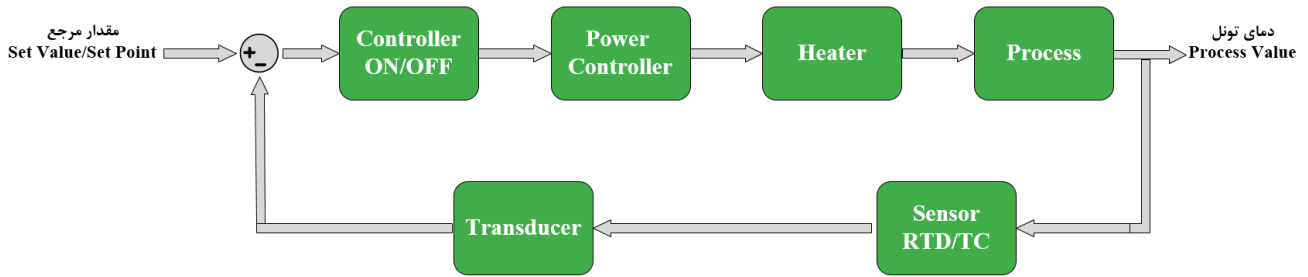 مقدار مرجع
Set Value/Set Point
+
-
Controller
ON/OFF
Power
Controller
Heater
Process
دمای تونل
Process Value
Transducer
Sensor
RTD/TC